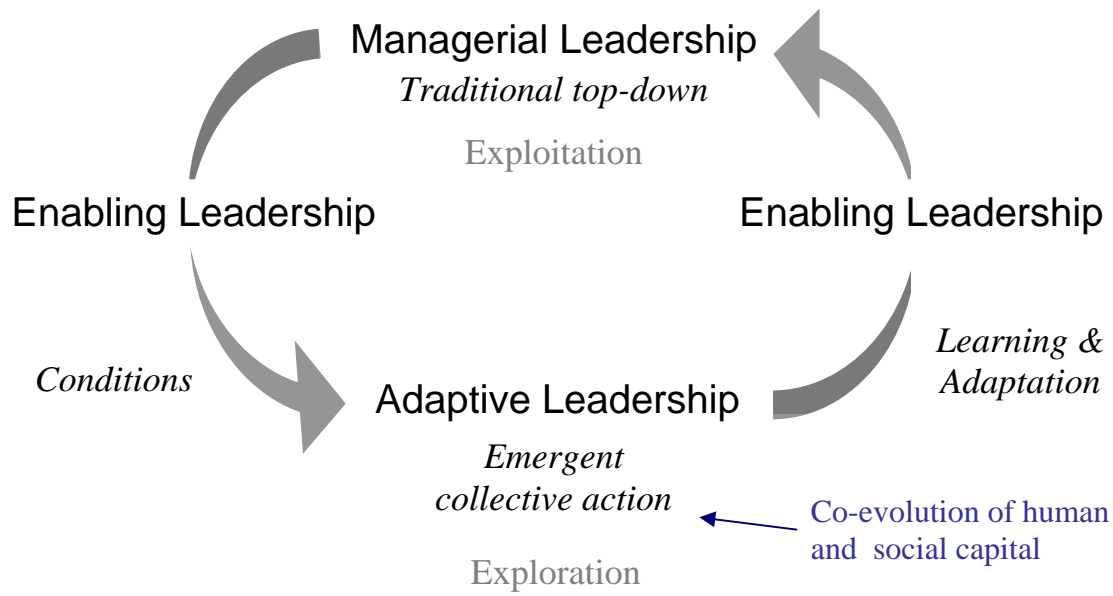 Managerial Leadership
Traditional top-down
Exploitation
Enabling Leadership
Enabling Leadership
Conditions
Learning &
Adaptation
Adaptive Leadership
Emergent
collective action
Co-evolution of human
and social capital
Exploration